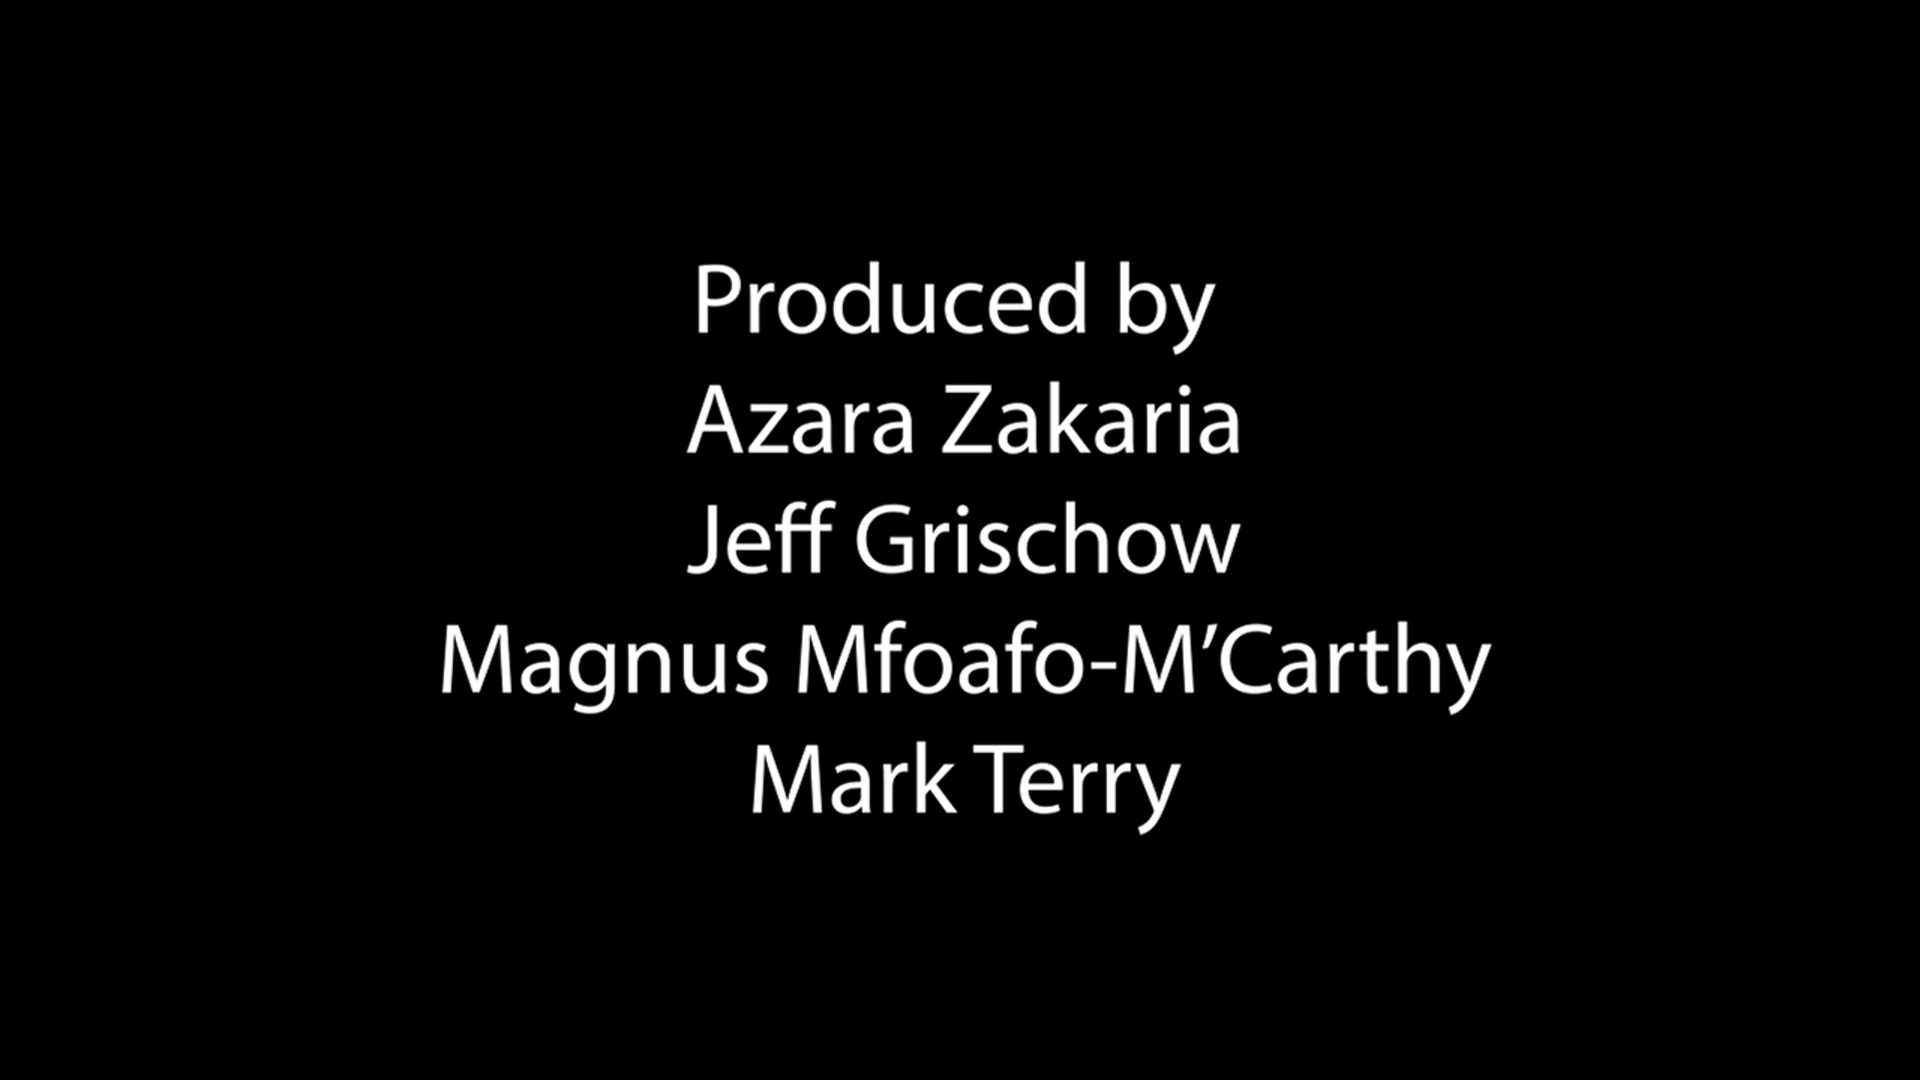 Produced by
Azara Zakaria
Jeff Grischow
Magnus Mfoafo-M’Carthy
Mark Terry